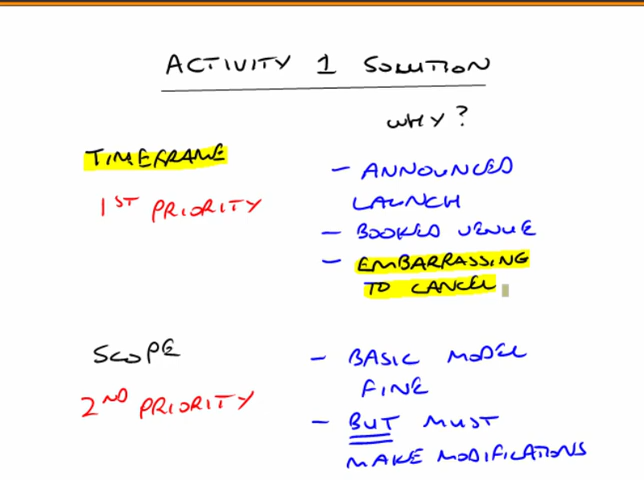 ACTIVITY 1 SOLUTION
WHY?
TIMEFRAME
1ST PRIORITY
- ANNOUNCED
LAUNCH
- BOOKED VENUE
- EMBARRASSING
TO CANCEL
SCOPE
2ND PRIORITY
- BASIC MODEL
FINE
- BUT MUST
MAKE MODIFICATIONS